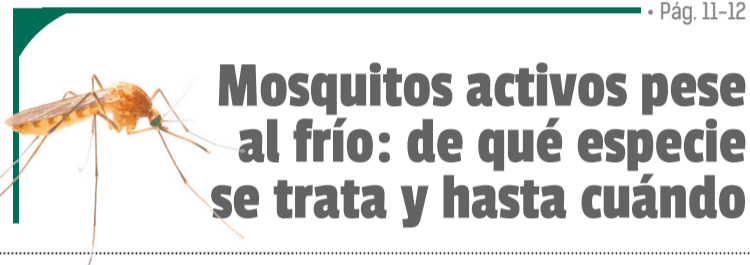 • Pág. 11-12
Mosquitos activos pese
al frío: de qué especie
se trata y hasta cuándo